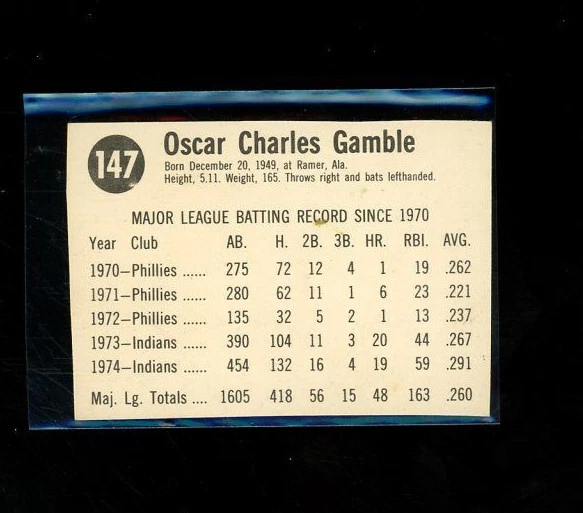 147
Oscar Charles Gamble
Born December 20, 1949, at Ramer, Ala.
Height, 5.11. Weight, 165. Throws right and bats lefthanded.
MAJOR LEAGUE BATTING RECORD SINCE 1970
Year Club AB. H. 2B. 3B. HR. RBI. AVG.
1970—Phillies ...... 275 72 12 4 1 19 .262
1971—Phillies ...... 280 62 11 1 6 23 .221
1972—Phillies ...... 135 32 5 2 1 13 .237
1973—Indians ...... 390 104 11 3 20 44 .267
1974—Indians ...... 454 132 16 4 19 59 .291
Maj. Lg. Totals .... 1605 418 56 15 48 163 .260